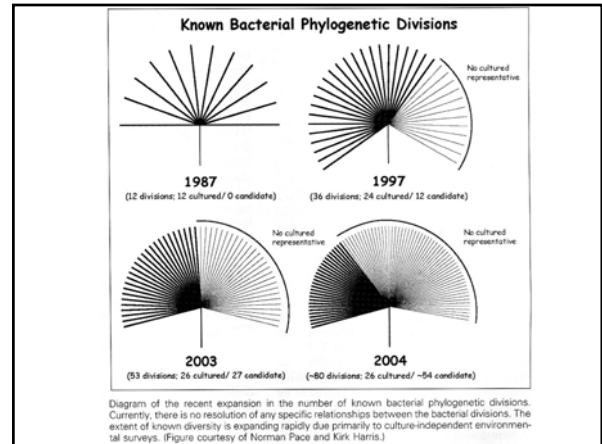 Known Bacterial Phylogenetic Divisions
No cultured
representative
1987
(12 divisions; 12 cultured/ 0 candidate)
1997
(36 divisions; 24 cultured/ 12 candidate)
No cultured
representative
No cultured
representative
2003
(53 divisions; 26 cultured/ 27 candidate)
2004
(~80 divisions; 26 cultured/ ~54 candidate)
Diagram of the recent expansion in the number of known bacterial phylogenetic divisions.
Currently, there is no resolution of any specific relationships between the bacterial divisions. The
extent of known diversity is expanding rapidly due primarily to culture-independent environmen-
tal surveys. (Figure courtesy of Norman Pace and Kirk Harris.)